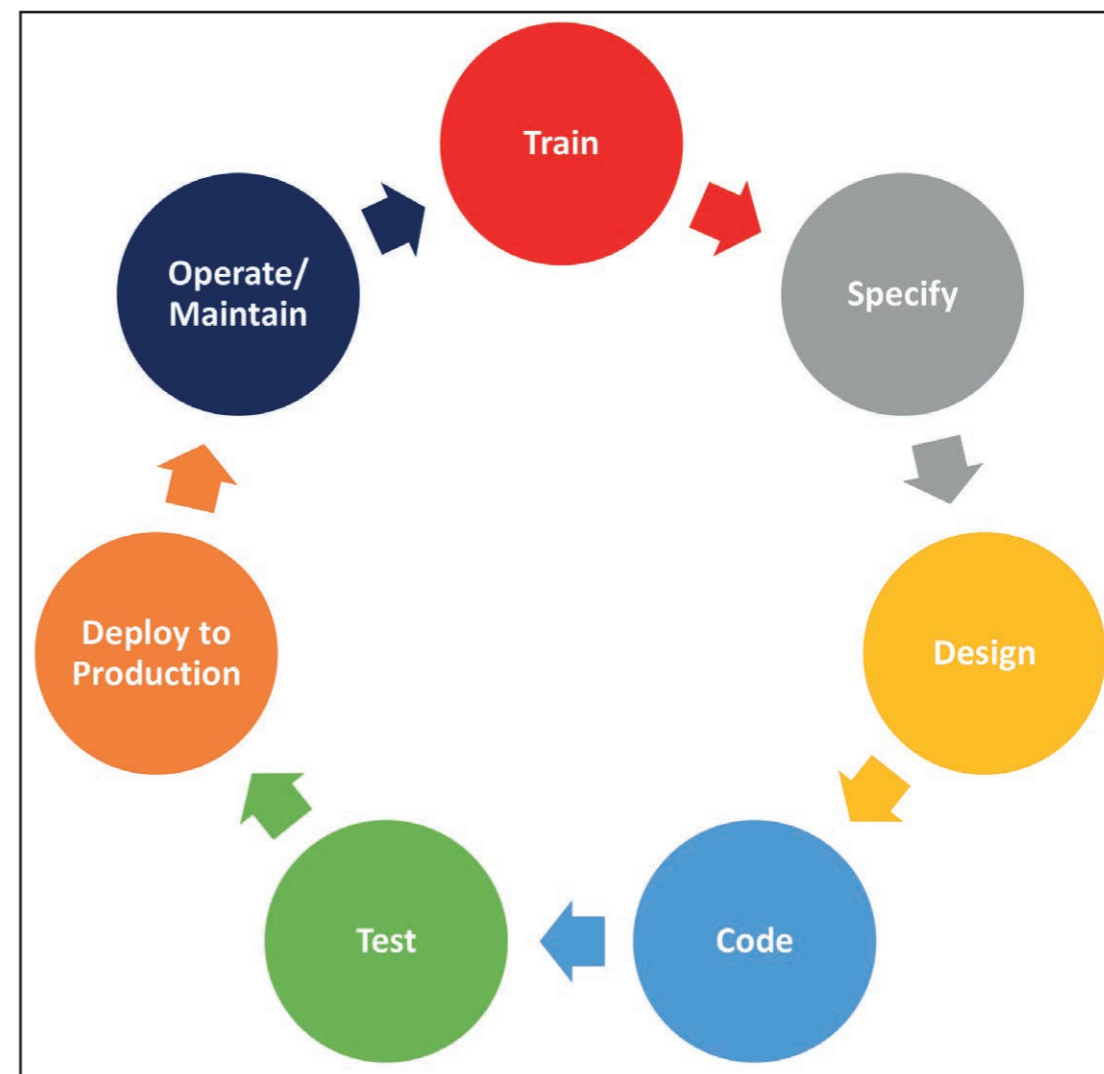 Train
Specify
Design
Code
Test
Deploy to
Production
Operate/
Maintain